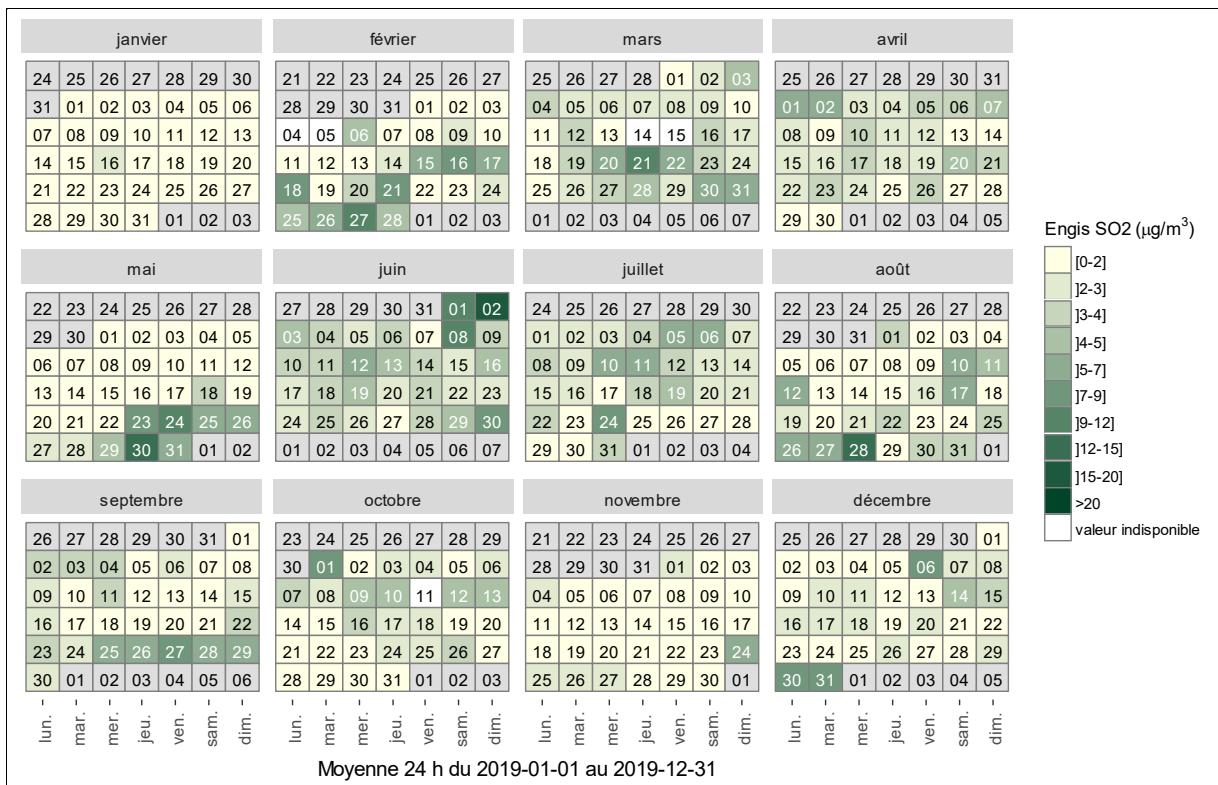 janvier février mars avril
24 25 26 27 28 29 30 21 22 23 24 25 26 27 25 26 27 28 01 02 03 25 26 27 28 29 30 31
31 01 02 03 04 05 06 28 29 30 31 01 02 03 04 05 06 07 08 09 10 01 02 03 04 05 06 07
07 08 09 10 11 12 13 04 05 06 07 08 09 10 11 12 13 14 15 16 17 08 09 10 11 12 13 14
14 15 16 17 18 19 20 11 12 13 14 15 16 17 18 19 20 21 22 23 24 15 16 17 18 19 20 21
21 22 23 24 25 26 27 18 19 20 21 22 23 24 25 26 27 28 29 30 31 22 23 24 25 26 27 28
28 29 30 31 01 02 03 25 26 27 28 01 02 03 01 02 03 04 05 06 07 29 30 01 02 03 04 05
mai juin juillet août
22 23 24 25 26 27 28 27 28 29 30 31 01 02 24 25 26 27 28 29 30 22 23 24 25 26 27 28
29 30 01 02 03 04 05 03 04 05 06 07 08 09 01 02 03 04 05 06 07 29 30 31 01 02 03 04
06 07 08 09 10 11 12 10 11 12 13 14 15 16 08 09 10 11 12 13 14 05 06 07 08 09 10 11
13 14 15 16 17 18 19 17 18 19 20 21 22 23 15 16 17 18 19 20 21 12 13 14 15 16 17 18
20 21 22 23 24 25 26 24 25 26 27 28 29 30 22 23 24 25 26 27 28 19 20 21 22 23 24 25
27 28 29 30 31 01 02 01 02 03 04 05 06 07 29 30 31 01 02 03 04 26 27 28 29 30 31 01
septembre octobre novembre décembre
26 27 28 29 30 31 01 23 24 25 26 27 28 29 21 22 23 24 25 26 27 25 26 27 28 29 30 01
02 03 04 05 06 07 08 30 01 02 03 04 05 06 28 29 30 31 01 02 03 02 03 04 05 06 07 08
09 10 11 12 13 14 15 07 08 09 10 11 12 13 04 05 06 07 08 09 10 09 10 11 12 13 14 15
16 17 18 19 20 21 22 14 15 16 17 18 19 20 11 12 13 14 15 16 17 16 17 18 19 20 21 22
23 24 25 26 27 28 29 21 22 23 24 25 26 27 18 19 20 21 22 23 24 23 24 25 26 27 28 29
30 01 02 03 04 05 06 28 29 30 31 01 02 03 25 26 27 28 29 30 01 30 31 01 02 03 04 05
lun. mar. mer. jeu. ven. sam. dim. lun. mar. mer. jeu. ven. sam. dim. lun. mar. mer. jeu. ven. sam. dim. lun. mar. mer. jeu. ven. sam. dim.
Moyenne 24 h du 2019-01-01 au 2019-12-31
Engis SO2 (μg/m³)
[0-2]
]2-3]
]3-4]
]4-5]
]5-7]
]7-9]
]9-12]
]12-15]
]15-20]
>20
valeur indisponible